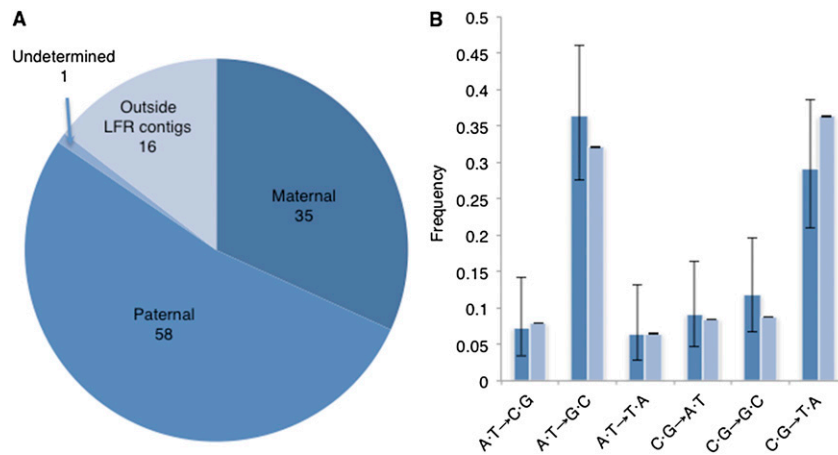 A
Undetermined
1
Outside
LFR contigs
16
Maternal
35
Paternal
58
B
Frequency
0.5
0.45
0.4
0.35
0.3
0.25
0.2
0.15
0.1
0.05
0
A·T→C·G
A·T→G·C
A·T→T·A
C·G→A·T
C·G→G·C
C·G→T·A